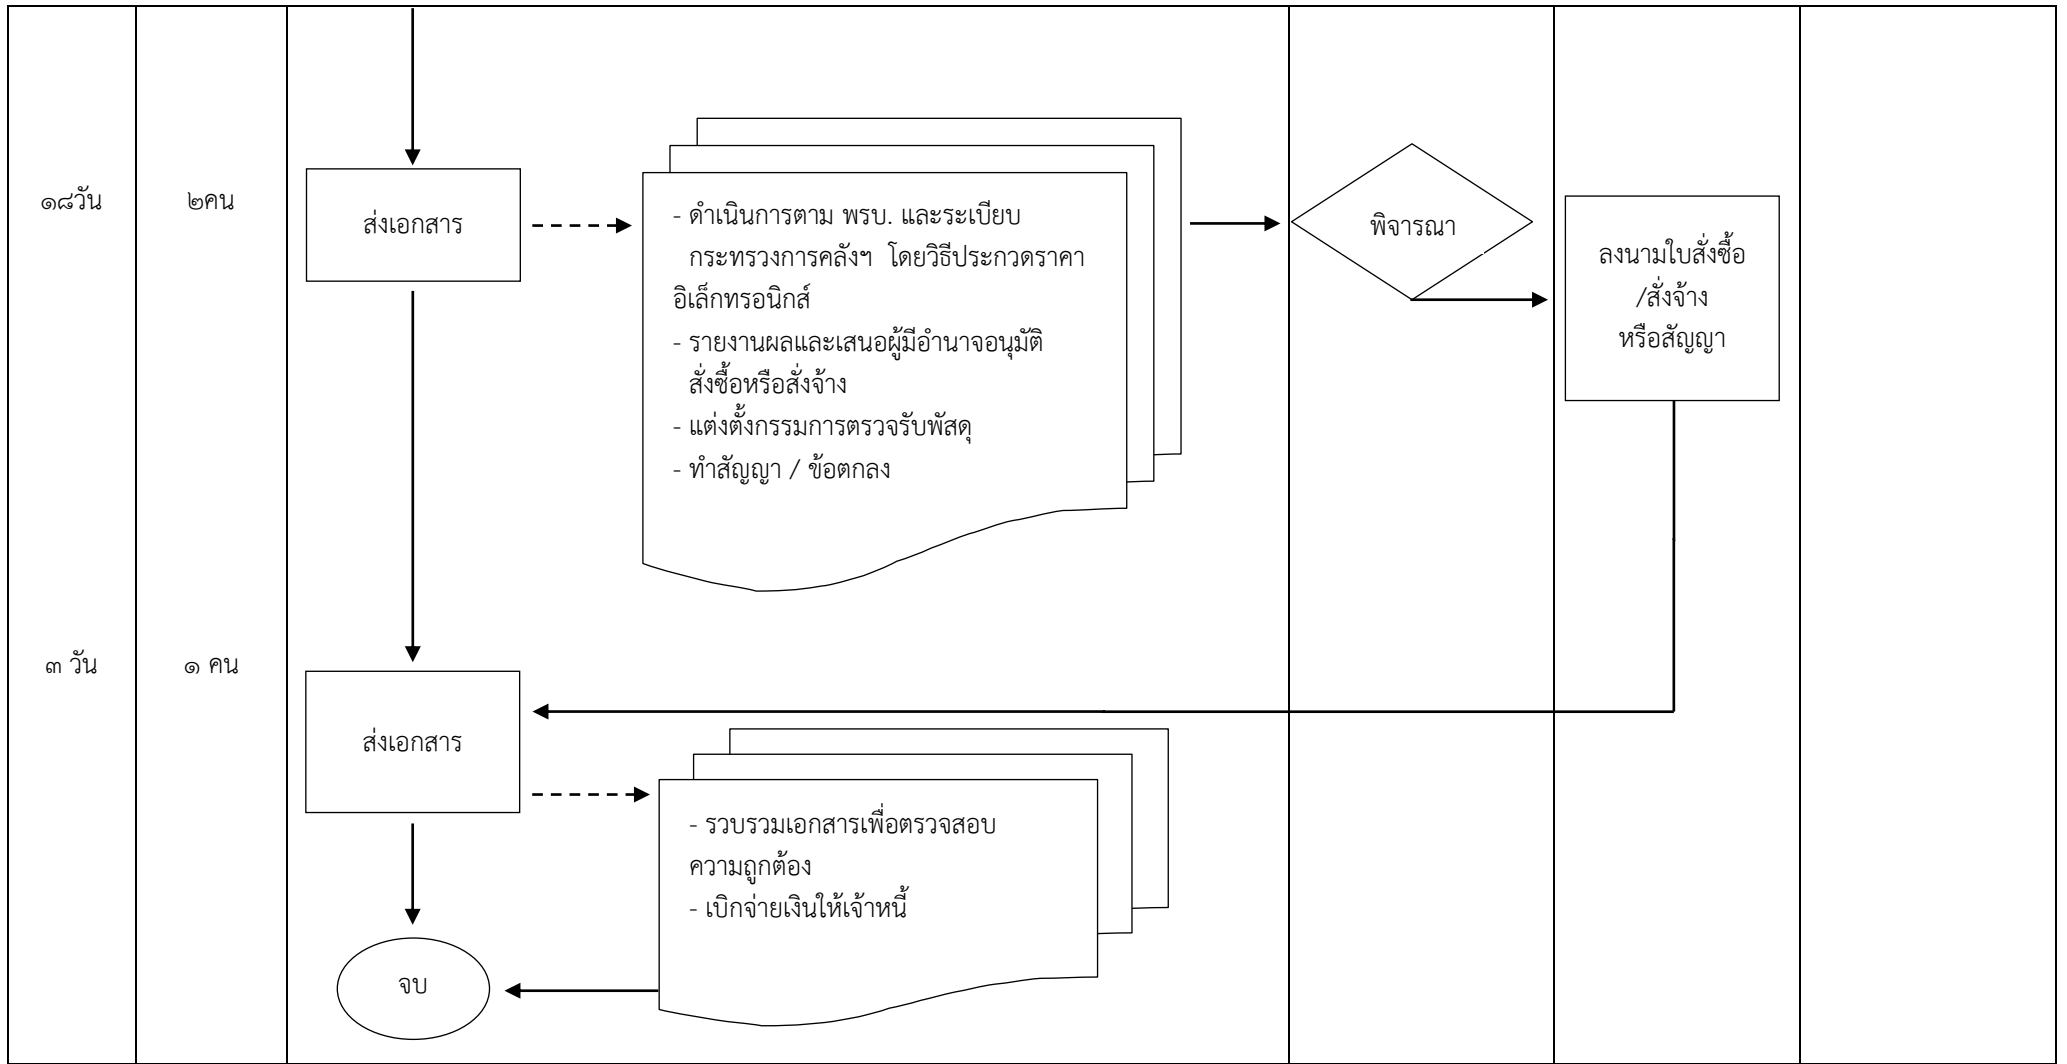 ๑๘วัน
๒คน
ส่งเอกสาร
- ดำเนินการตาม พรบ. และระเบียบ
กระทรวงการคลังฯ โดยวิธีประกวดราคา
อิเล็กทรอนิกส์
- รายงานผลและเสนอผู้มีอำนาจอนุมัติ
สั่งซื้อหรือสั่งจ้าง
- แต่งตั้งกรรมการตรวจรับพัสดุ
- ทำสัญญา / ข้อตกลง
พิจารณา
ลงนามใบสั่งซื้อ
/สั่งจ้าง
หรือสัญญา
๓ วัน
๑ คน
ส่งเอกสาร
- รวบรวมเอกสารเพื่อตรวจสอบ
ความถูกต้อง
- เบิกจ่ายเงินให้เจ้าหนี้
จบ